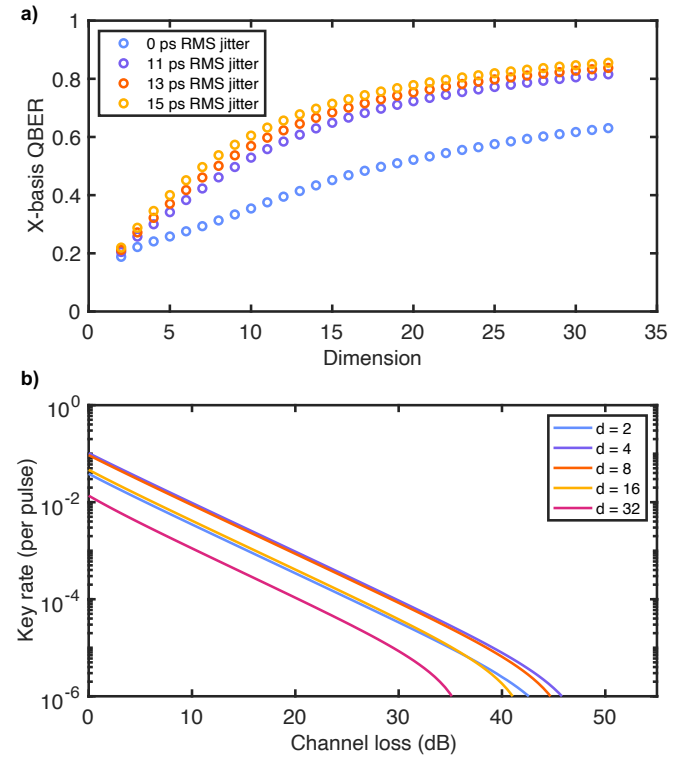 a)
1
0.8
0.6
0.4
0.2
0
X-basis QBER
0 ps RMS jitter
11 ps RMS jitter
13 ps RMS jitter
15 ps RMS jitter
0 5 10 15 20 25 30 35
Dimension
b)
10^0
10^-2
10^-4
10^-6
Key rate (per pulse)
d = 2
d = 4
d = 8
d = 16
d = 32
0 10 20 30 40 50
Channel loss (dB)